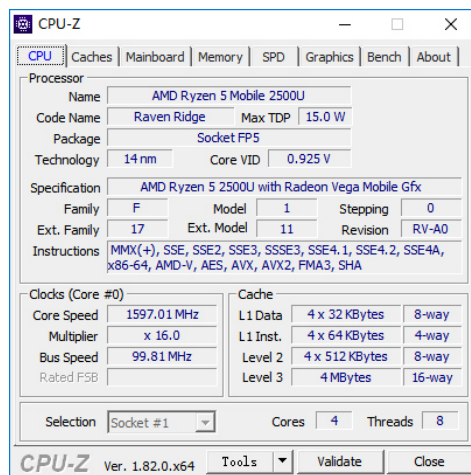 CPU-Z
CPU Caches Mainboard Memory SPD Graphics Bench About
Processor
Name AMD Ryzen 5 Mobile 2500U
Code Name Raven Ridge Max TDP 15.0 W
Package Socket FP5
Technology 14 nm Core VID 0.925 V
Specification AMD Ryzen 5 2500U with Radeon Vega Mobile Gfx
Family F Model 1 Stepping 0
Ext. Family 17 Ext. Model 11 Revision RV-A0
Instructions MMX(+), SSE, SSE2, SSE3, SSSE3, SSE4.1, SSE4.2, SSE4A,
x86-64, AMD-V, AES, AVX, AVX2, FMA3, SHA
Clocks (Core #0)
Core Speed 1597.01 MHz
Multiplier x 16.0
Bus Speed 99.81 MHz
Rated FSB
Cache
L1 Data 4 x 32 KBytes 8-way
L1 Inst. 4 x 64 KBytes 4-way
Level 2 4 x 512 KBytes 8-way
Level 3 4 MBytes 16-way
Selection Socket #1 Cores 4 Threads 8
CPU-Z Ver. 1.82.0.x64 Tools Validate Close